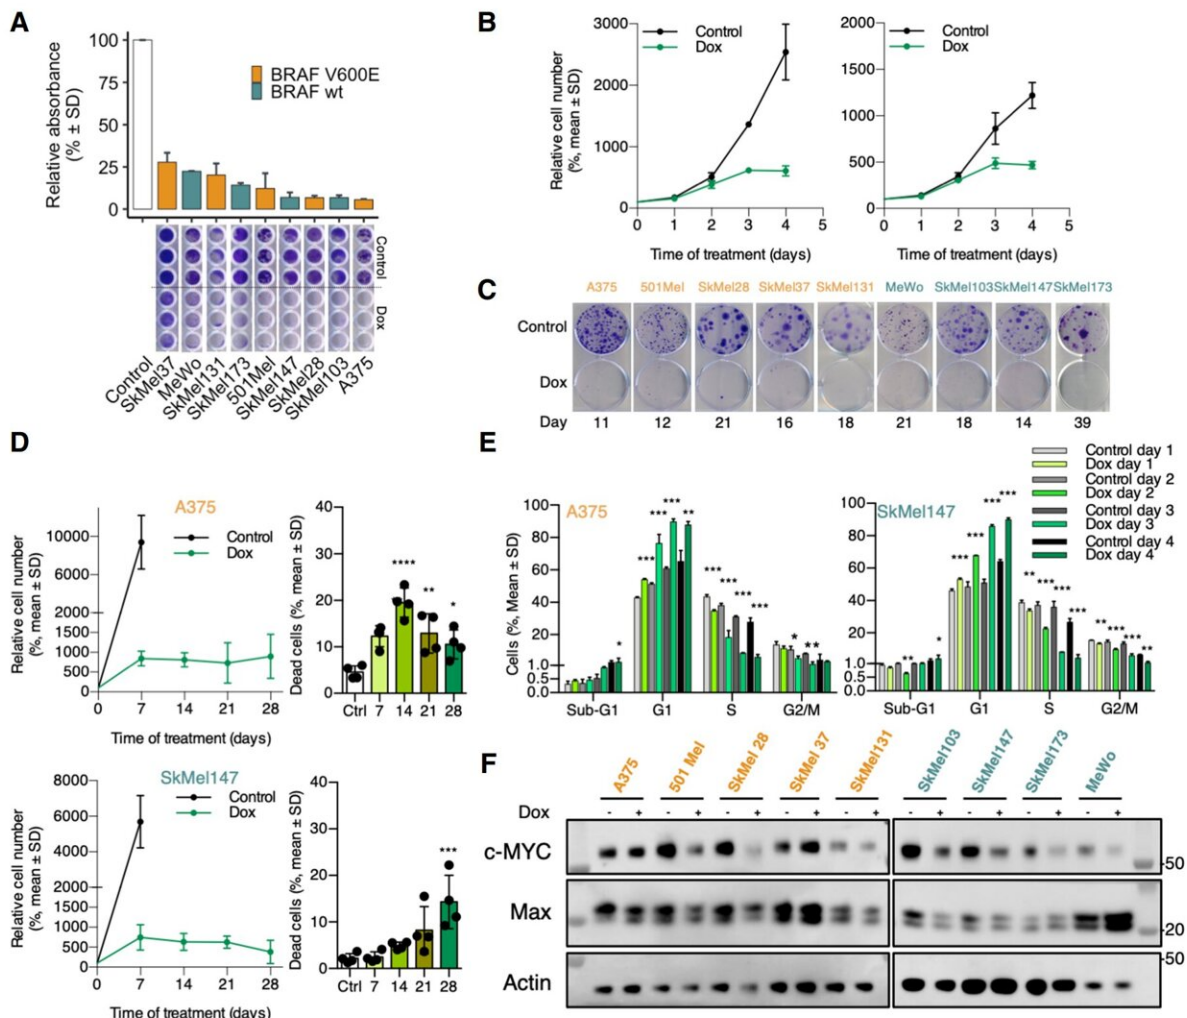 A
Relative absorbance
(% ± SD)
100
75
50
25
0
BRAF V600E
BRAF wt
Control
Dox
Control
SkMel37
MeWo
SkMel131
SkMel173
501Mel
SkMel147
SkMel28
SkMel103
A375
B
Relative cell number
(%, mean ± SD)
3000
2000
1000
0
Control
Dox
0 1 2 3 4 5
Time of treatment (days)
2000
1500
1000
500
0
Control
Dox
0 1 2 3 4 5
Time of treatment (days)
C
A375 501Mel SkMel28 SkMel37 SkMel131 MeWo SkMel103 SkMel147 SkMel173
Control
Dox
Day 11 12 21 16 18 21 18 14 39
D
A375
Relative cell number
(%, mean ± SD)
10000
6000
2000
1500
1000
500
0
Control
Dox
0 7 14 21 28
Time of treatment (days)
Dead cells (%, mean ± SD)
40
30
20
10
0
**** ** *
Ctrl 7 14 21 28
SkMel147
Relative cell number
(%, mean ± SD)
8000
6000
4000
2000
1500
1000
500
0
Control
Dox
0 7 14 21 28
Time of treatment (days)
Dead cells (%, mean ± SD)
40
30
20
10
0
***
Ctrl 7 14 21 28
E
Control day 1
Dox day 1
Control day 2
Dox day 2
Control day 3
Dox day 3
Control day 4
Dox day 4
A375
Cells (%, Mean ± SD)
100
80
60
40
20
1.0
0.5
0.0
* *** *** *** ** *** *** *** * **
Sub-G1 G1 S G2/M
SkMel147
100
80
60
40
20
1.0
0.5
0.0
** * *** *** *** *** ** *** *** ** *** *** **
Sub-G1 G1 S G2/M
F
A375 501 Mel SkMel 28 SkMel 37 SkMel131 SkMel103 SkMel147 SkMel173 MeWo
Dox - + - + - + - + - + - + - + - + - +
c-MYC
-50
Max
-20
-50
Actin